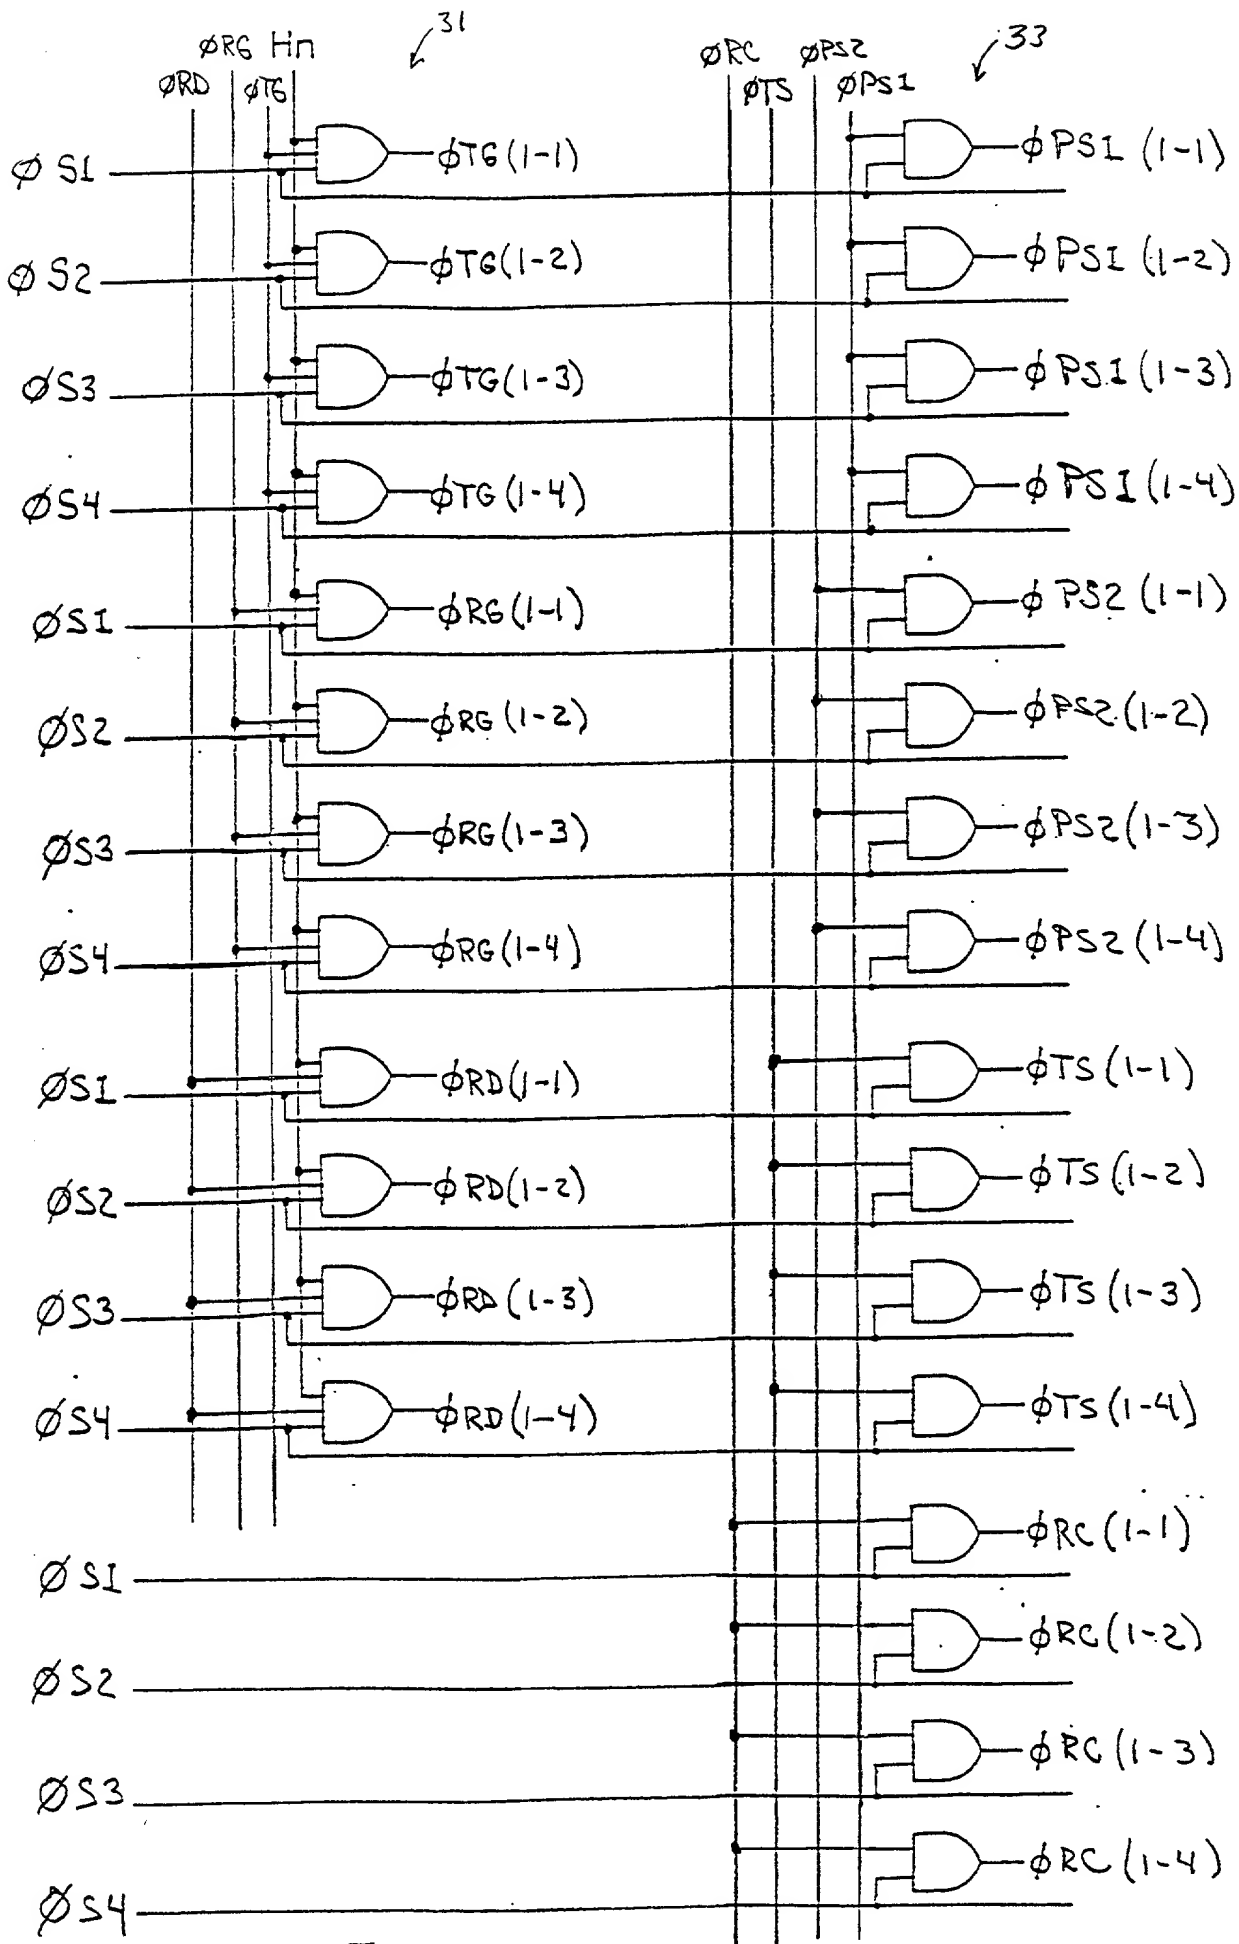 31
øRG Hn
øRD øTG
øRC øPS2
øTS øPS1
33
øS1 φTG(1-1) φPS1 (1-1)
øS2 φTG(1-2) φPS1 (1-2)
øS3 φTG(1-3) φPS1 (1-3)
øS4 φTG(1-4) φPS1 (1-4)
øS1 φRG(1-1) φPS2 (1-1)
øS2 φRG(1-2) φPS2 (1-2)
øS3 φRG(1-3) φPS2 (1-3)
øS4 φRG(1-4) φPS2 (1-4)
øS1 φRD(1-1) φTS (1-1)
øS2 φRD(1-2) φTS (1-2)
øS3 φRD(1-3) φTS (1-3)
øS4 φRD(1-4) φTS (1-4)
øS1 φRC (1-1)
øS2 φRC (1-2)
øS3 φRC (1-3)
øS4 φRC (1-4)